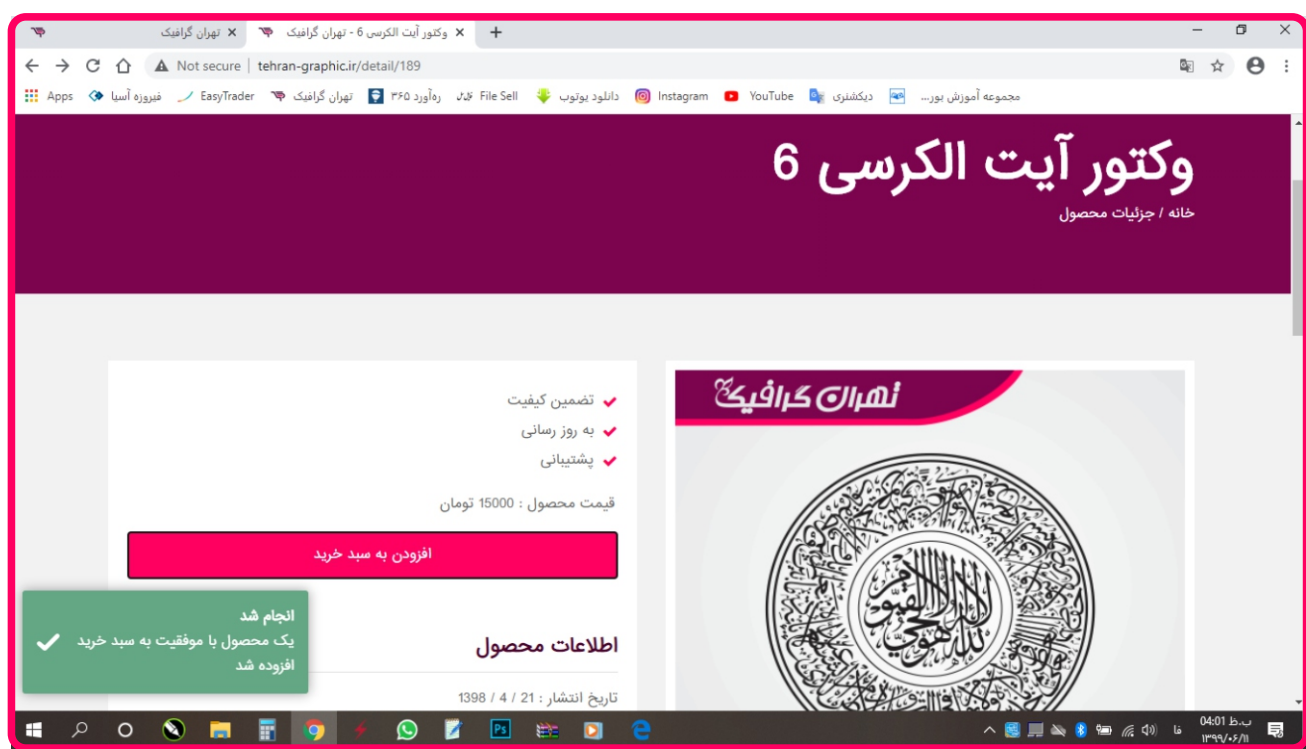 تهران گرافیک
وکتور آیت الکرسی 6 - تهران گرافیک
Not secure | tehran-graphic.ir/detail/189
Apps
فیروزه آسیا
EasyTrader
تهران گرافیک
ره‌آورد ۳۶۵
File Sell
دانلود یوتوب
Instagram
YouTube
دیکشنری
مجموعه آموزش بور...
وکتور آیت الکرسی 6
خانه / جزئیات محصول
تهران گرافیک
تضمین کیفیت
به روز رسانی
پشتیبانی
قیمت محصول : 15000 تومان
افزودن به سبد خرید
انجام شد
یک محصول با موفقیت به سبد خرید
افزوده شد
اطلاعات محصول
تاریخ انتشار : 21 / 4 / 1398
Ps
فا
04:01 ب.ظ
۱۳۹۹/۰۶/۱۱